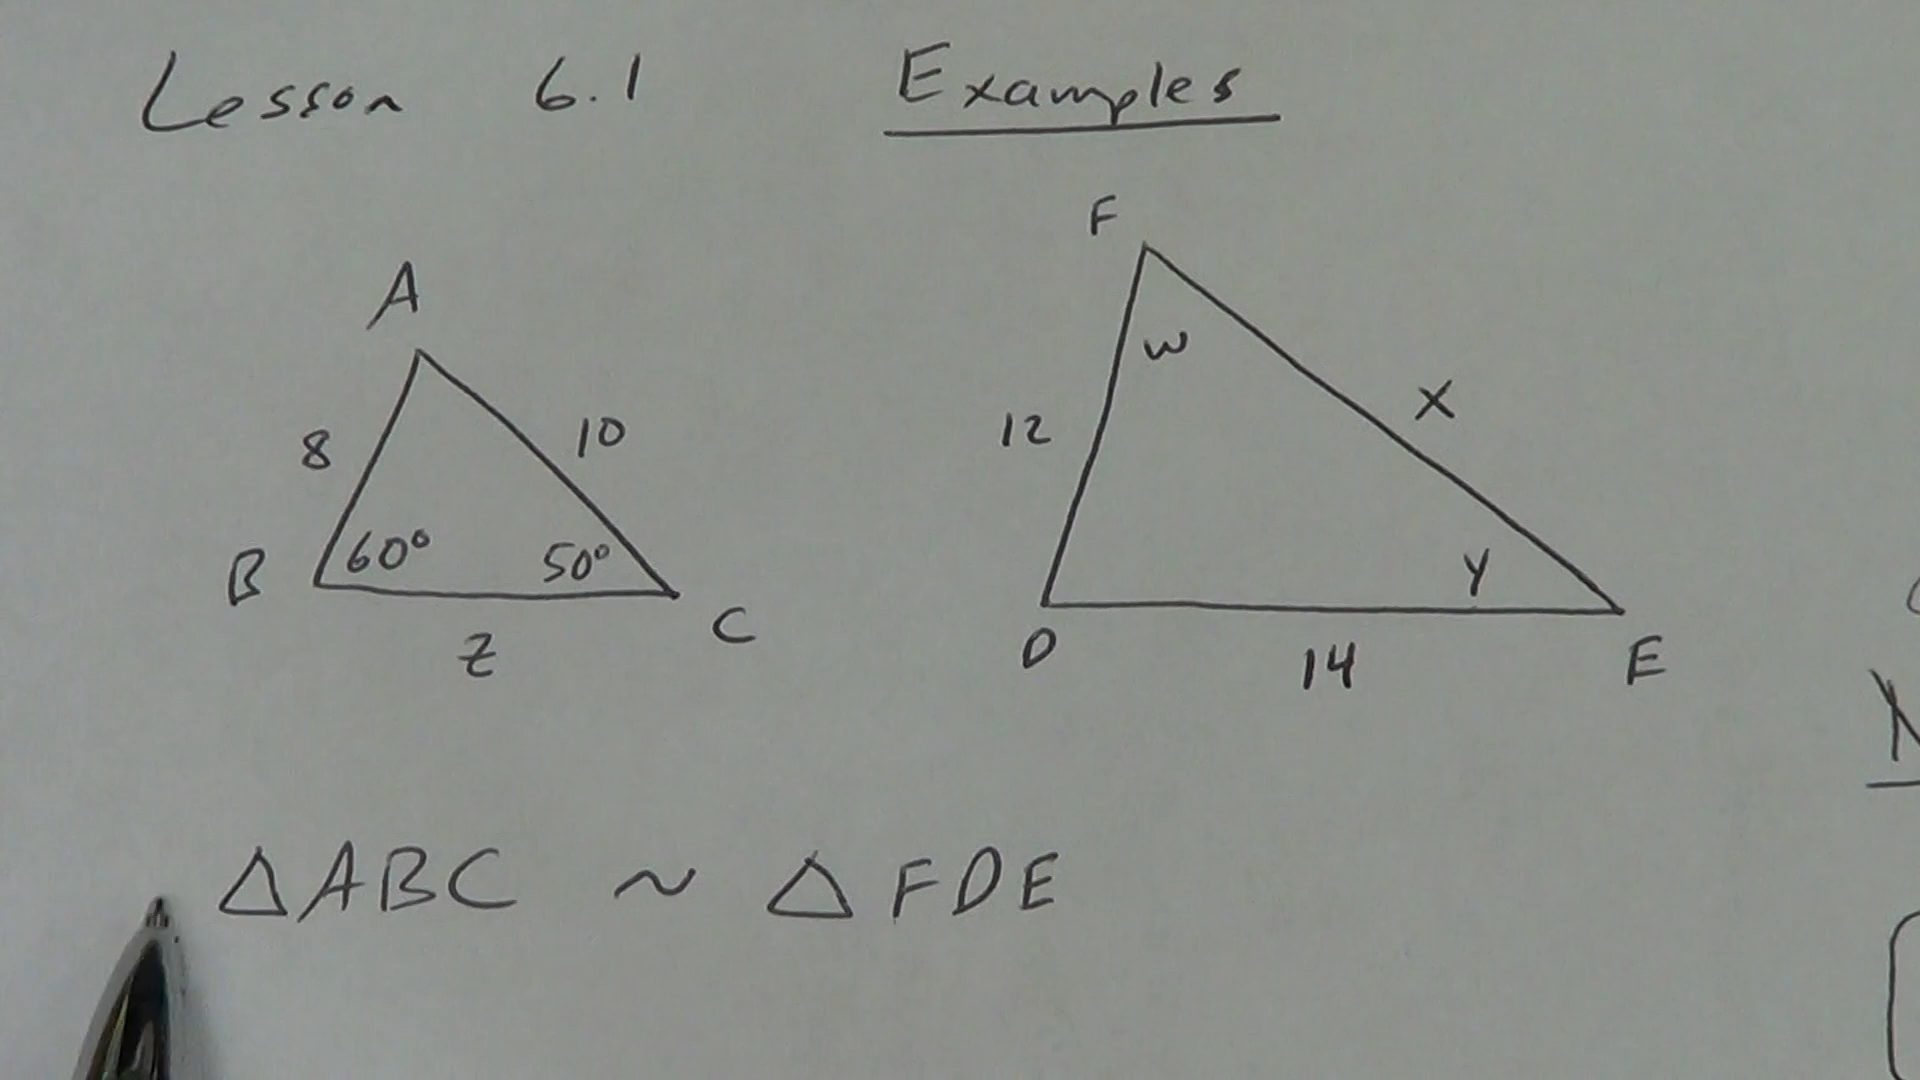 Lesson 6.1 Examples
F
A
w
8 10 12 x
B 60° 50° y
C
z D 14 E
N
△ABC ~ △FDE